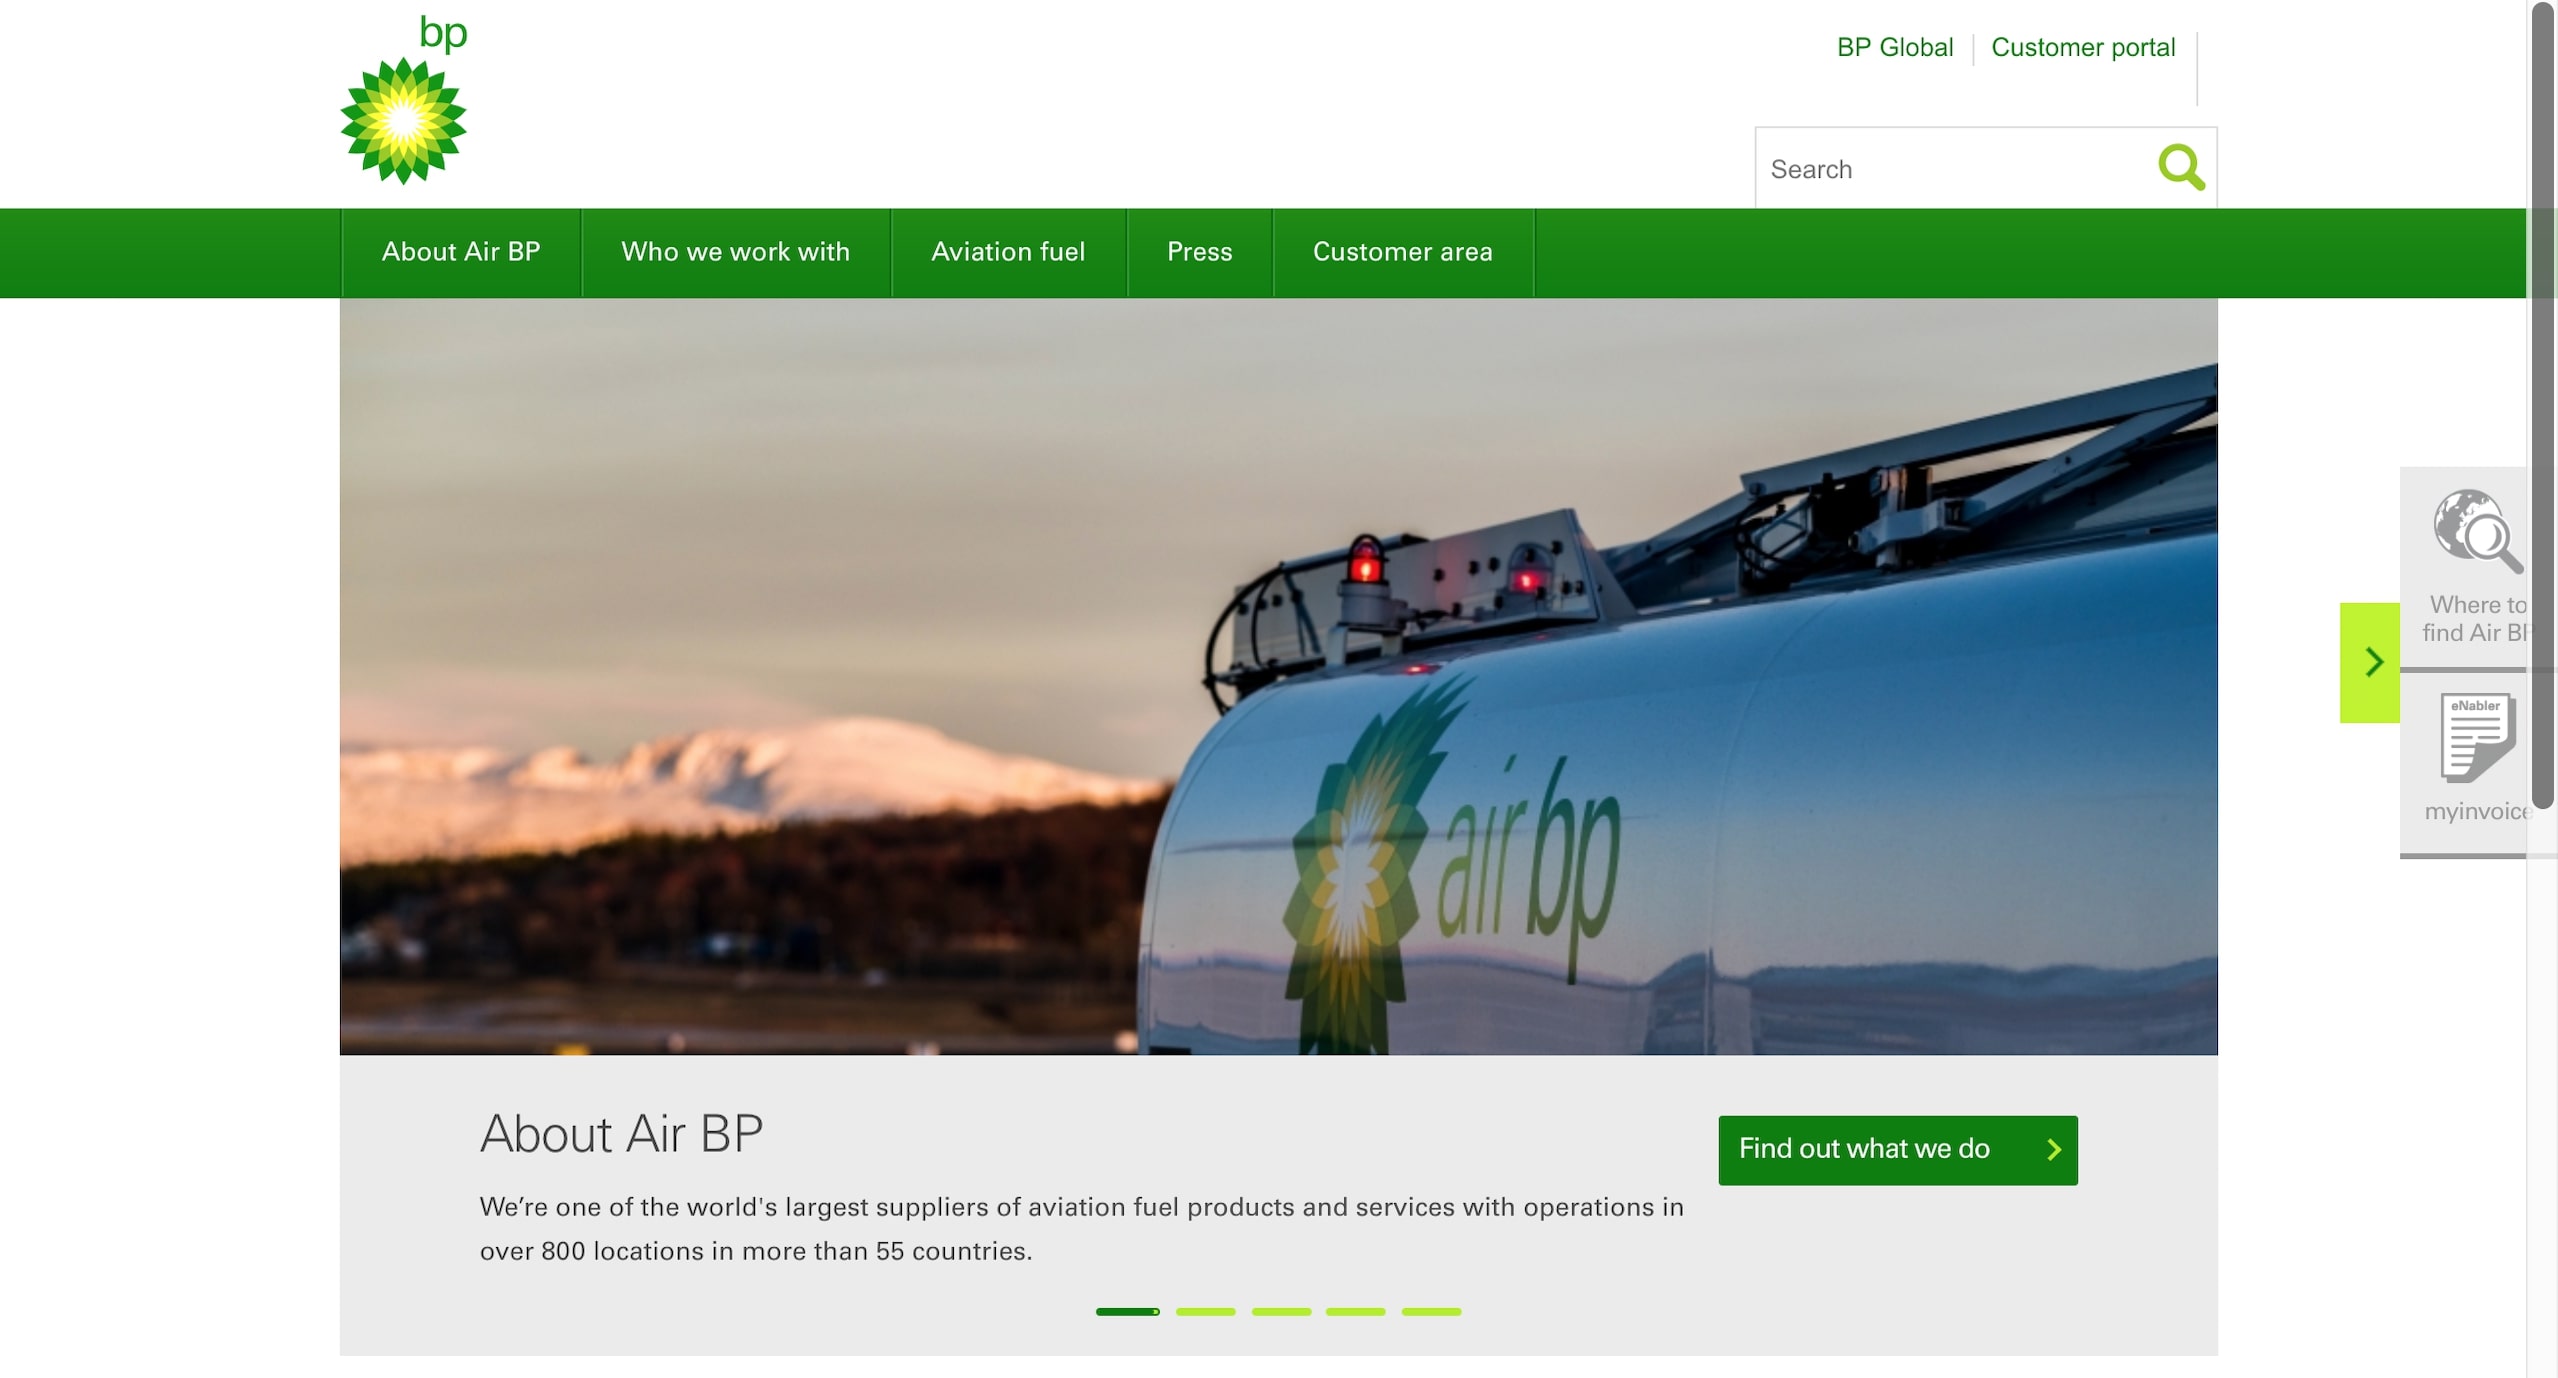 bp
BP Global
Customer portal
Search
About Air BP
Who we work with
Aviation fuel
Press
Customer area
Where to
find Air BP
eNabler
myinvoice
air bp
About Air BP
Find out what we do
We’re one of the world's largest suppliers of aviation fuel products and services with operations in
over 800 locations in more than 55 countries.